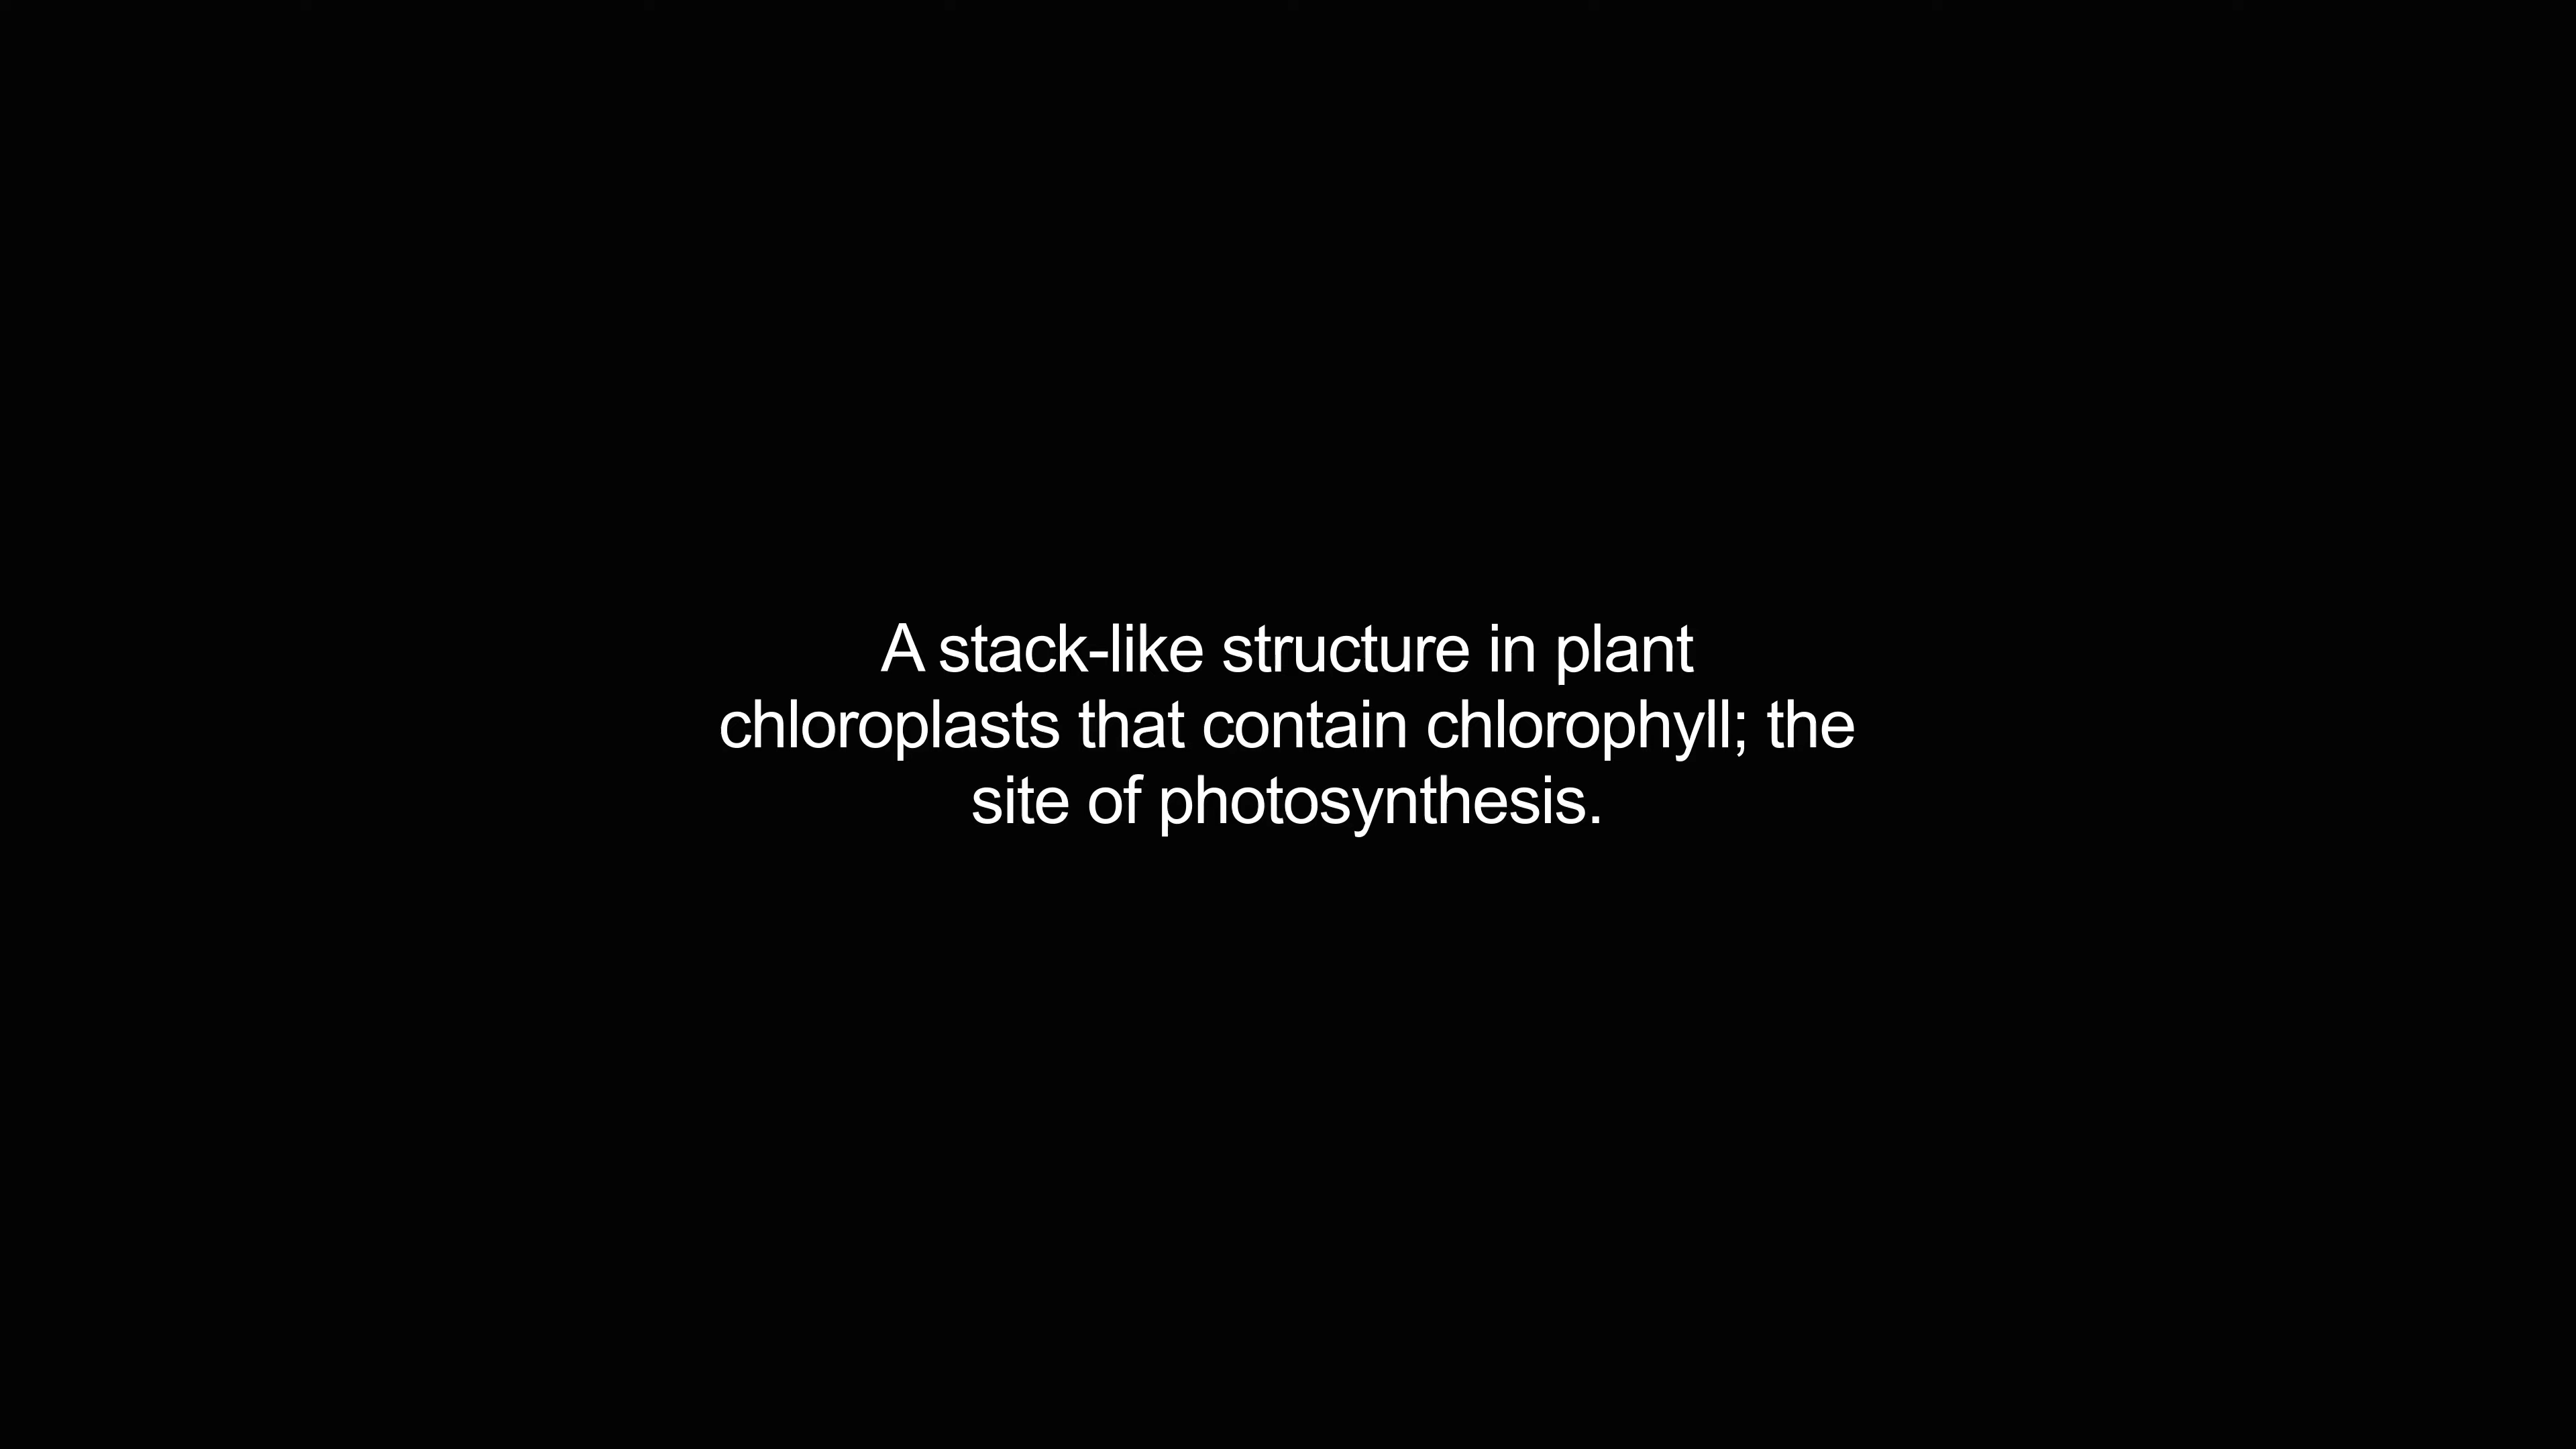 A stack-like structure in plant
chloroplasts that contain chlorophyll; the
site of photosynthesis.